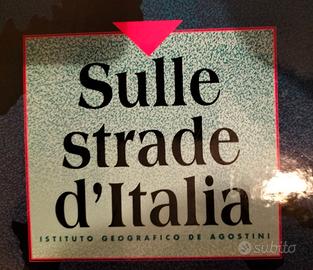 Sulle
strade
d'Italia
ISTITUTO GEOGRAFICO DE AGOSTINI
subito